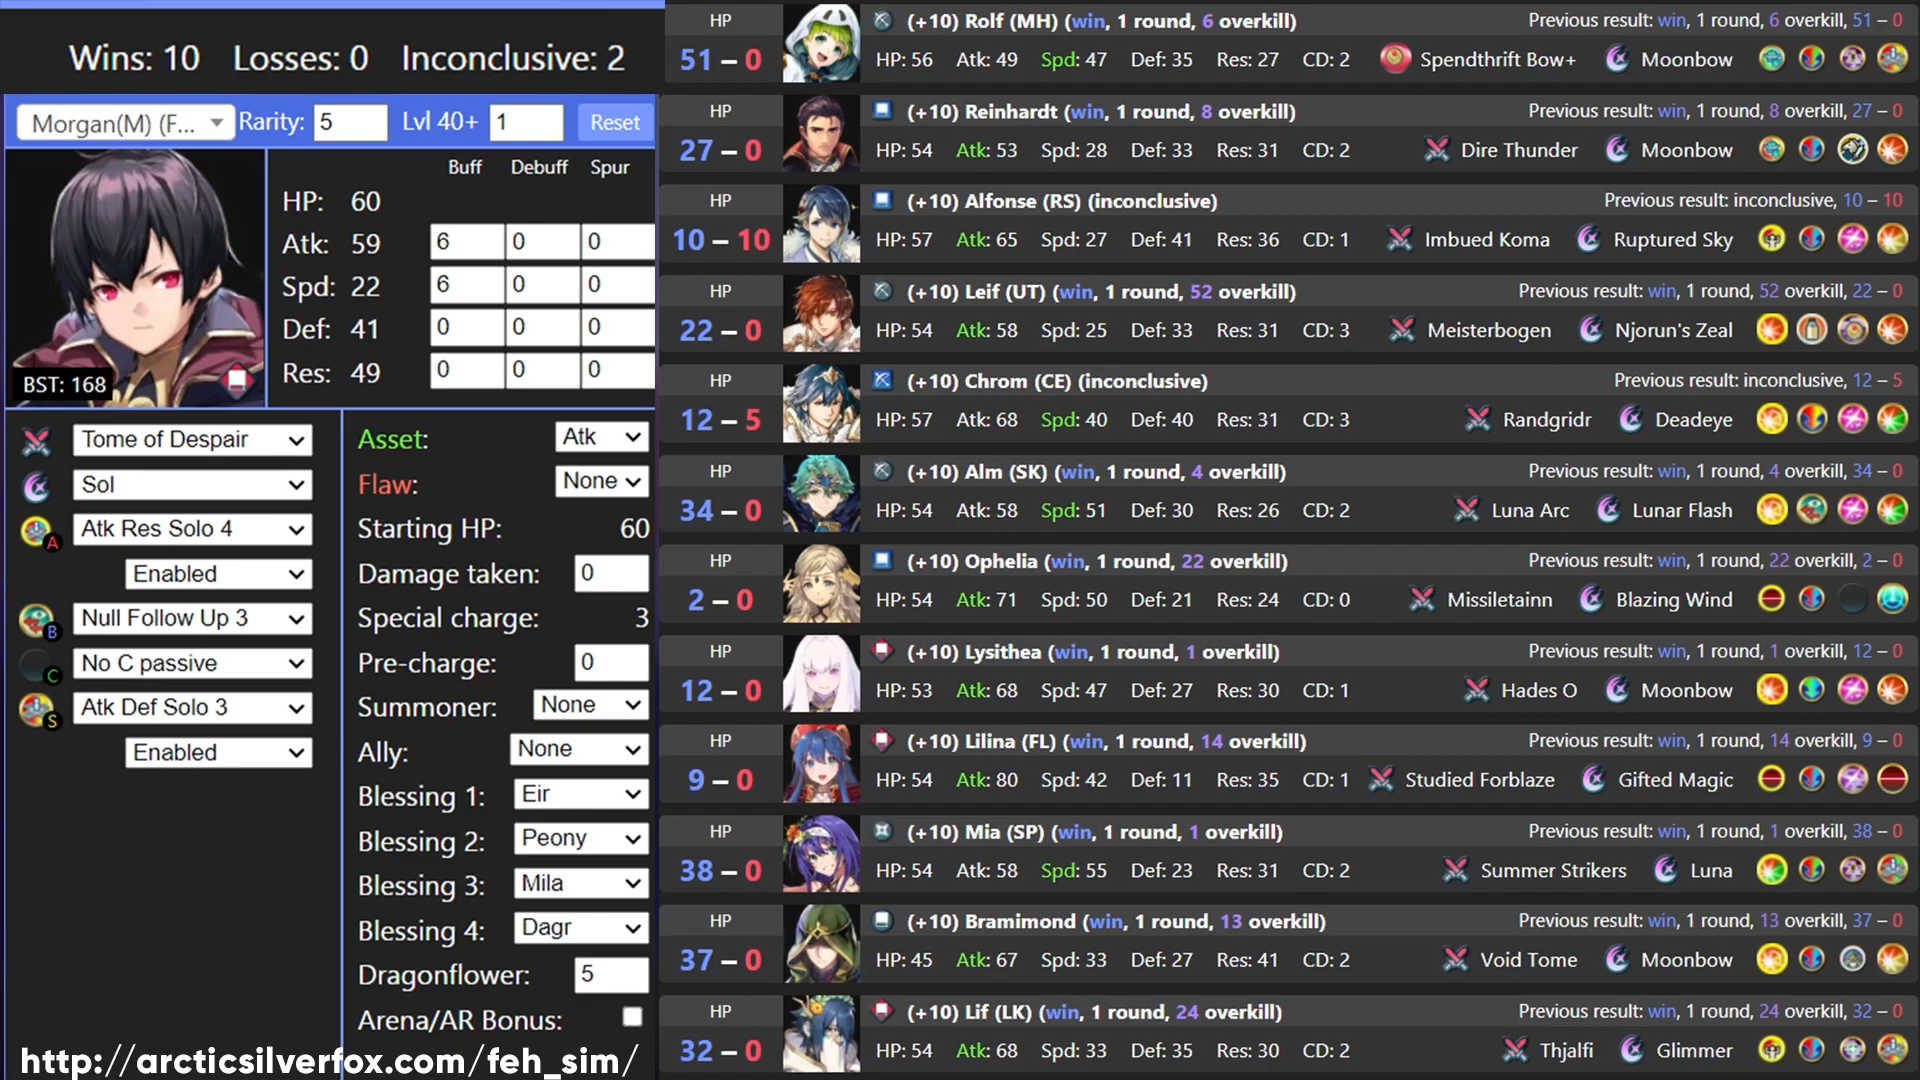 Wins: 10 Losses: 0 Inconclusive: 2
Morgan(M) (F... Rarity: 5 Lvl 40+ 1 Reset
Buff Debuff Spur
HP: 60
Atk: 59 6 0 0
Spd: 22 6 0 0
Def: 41 0 0 0
Res: 49 0 0 0
BST: 168
Tome of Despair
Sol
A Atk Res Solo 4
Enabled
B Null Follow Up 3
C No C passive
S Atk Def Solo 3
Enabled
Asset: Atk
Flaw: None
Starting HP: 60
Damage taken: 0
Special charge: 3
Pre-charge: 0
Summoner: None
Ally: None
Blessing 1: Eir
Blessing 2: Peony
Blessing 3: Mila
Blessing 4: Dagr
Dragonflower: 5
Arena/AR Bonus:
http://arcticsilverfox.com/feh_sim/
HP (+10) Rolf (MH) (win, 1 round, 6 overkill) Previous result: win, 1 round, 6 overkill, 51 – 0
51 – 0 HP: 56 Atk: 49 Spd: 47 Def: 35 Res: 27 CD: 2 Spendthrift Bow+ Moonbow
HP (+10) Reinhardt (win, 1 round, 8 overkill) Previous result: win, 1 round, 8 overkill, 27 – 0
27 – 0 HP: 54 Atk: 53 Spd: 28 Def: 33 Res: 31 CD: 2 Dire Thunder Moonbow
HP (+10) Alfonse (RS) (inconclusive) Previous result: inconclusive, 10 – 10
10 – 10 HP: 57 Atk: 65 Spd: 27 Def: 41 Res: 36 CD: 1 Imbued Koma Ruptured Sky
HP (+10) Leif (UT) (win, 1 round, 52 overkill) Previous result: win, 1 round, 52 overkill, 22 – 0
22 – 0 HP: 54 Atk: 58 Spd: 25 Def: 33 Res: 31 CD: 3 Meisterbogen Njorun's Zeal
HP (+10) Chrom (CE) (inconclusive) Previous result: inconclusive, 12 – 5
12 – 5 HP: 57 Atk: 68 Spd: 40 Def: 40 Res: 31 CD: 3 Randgridr Deadeye
HP (+10) Alm (SK) (win, 1 round, 4 overkill) Previous result: win, 1 round, 4 overkill, 34 – 0
34 – 0 HP: 54 Atk: 58 Spd: 51 Def: 30 Res: 26 CD: 2 Luna Arc Lunar Flash
HP (+10) Ophelia (win, 1 round, 22 overkill) Previous result: win, 1 round, 22 overkill, 2 – 0
2 – 0 HP: 54 Atk: 71 Spd: 50 Def: 21 Res: 24 CD: 0 Missiletainn Blazing Wind
HP (+10) Lysithea (win, 1 round, 1 overkill) Previous result: win, 1 round, 1 overkill, 12 – 0
12 – 0 HP: 53 Atk: 68 Spd: 47 Def: 27 Res: 30 CD: 1 Hades Ω Moonbow
HP (+10) Lilina (FL) (win, 1 round, 14 overkill) Previous result: win, 1 round, 14 overkill, 9 – 0
9 – 0 HP: 54 Atk: 80 Spd: 42 Def: 11 Res: 35 CD: 1 Studied Forblaze Gifted Magic
HP (+10) Mia (SP) (win, 1 round, 1 overkill) Previous result: win, 1 round, 1 overkill, 38 – 0
38 – 0 HP: 54 Atk: 58 Spd: 55 Def: 23 Res: 31 CD: 2 Summer Strikers Luna
HP (+10) Bramimond (win, 1 round, 13 overkill) Previous result: win, 1 round, 13 overkill, 37 – 0
37 – 0 HP: 45 Atk: 67 Spd: 33 Def: 27 Res: 41 CD: 2 Void Tome Moonbow
HP (+10) Lif (LK) (win, 1 round, 24 overkill) Previous result: win, 1 round, 24 overkill, 32 – 0
32 – 0 HP: 54 Atk: 68 Spd: 33 Def: 35 Res: 30 CD: 2 Thjalfi Glimmer